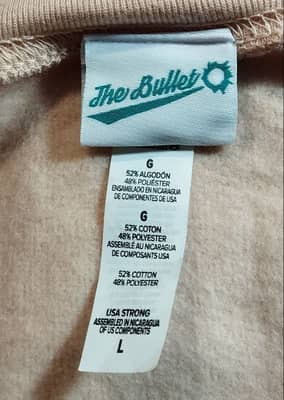 The Bullet
G
52% ALGODÓN
48% POLIÉSTER
ENSAMBLADO EN NICARAGUA
DE COMPONENTES DE USA
G
52% COTON
48% POLYESTER
ASSEMBLÉ AU NICARAGUA
DE COMPOSANTS USA
52% COTTON
48% POLYESTER
USA STRONG
ASSEMBLED IN NICARAGUA
OF US COMPONENTS
L